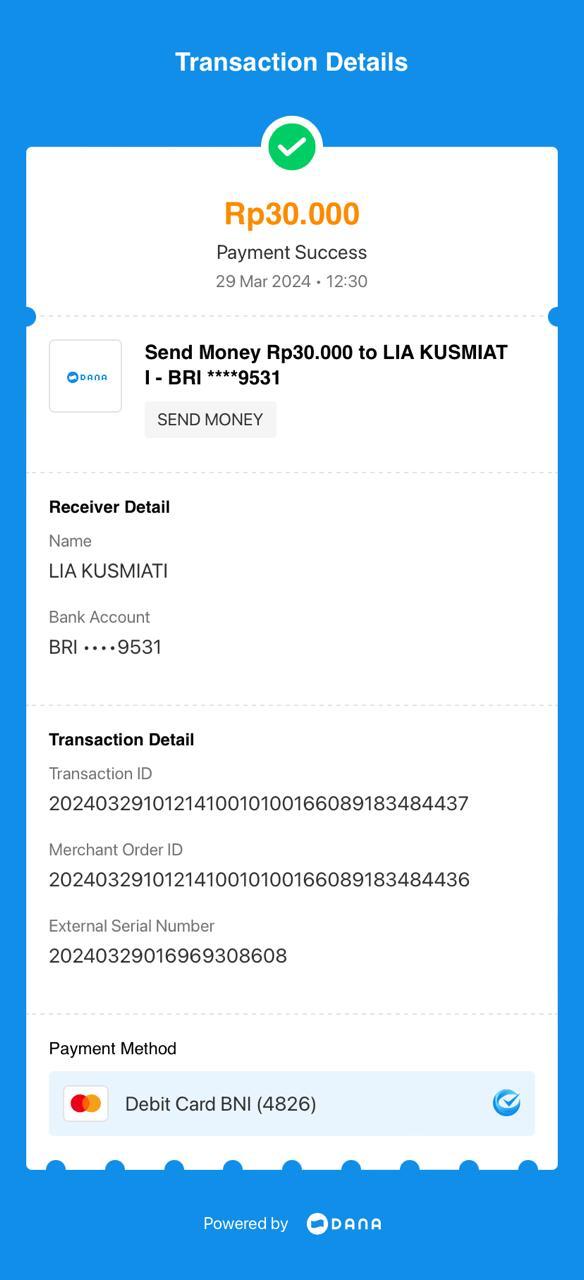 Transaction Details
Rp30.000
Payment Success
29 Mar 2024 • 12:30
DANA
Send Money Rp30.000 to LIA KUSMIAT
I - BRI ****9531
SEND MONEY
Receiver Detail
Name
LIA KUSMIATI
Bank Account
BRI ••••9531
Transaction Detail
Transaction ID
2024032910121410010100166089183484437
Merchant Order ID
2024032910121410010100166089183484436
External Serial Number
20240329016969308608
Payment Method
Debit Card BNI (4826)
Powered by DANA